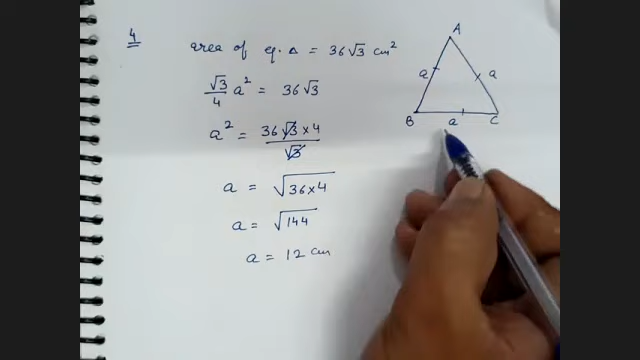 4
area of eq. Δ = 36√3 cm²
√3/4 a² = 36√3
a² = 36√3 × 4 / √3
a = √36×4
a = √144
a = 12 cm
A
a a
B a C